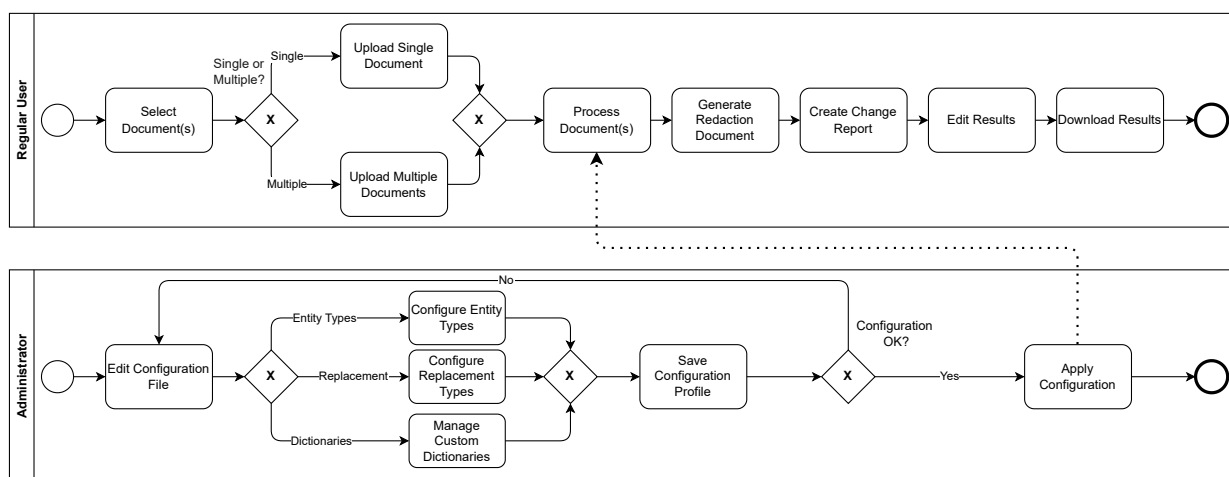 Regular User
Select
Document(s)
Single or
Multiple?
X
Single
Upload Single
Document
Multiple
Upload Multiple
Documents
X
Process
Document(s)
Generate
Redaction
Document
Create Change
Report
Edit Results
Download Results
Administrator
No
Edit Configuration
File
X
Entity Types
Configure Entity
Types
Replacement
Configure
Replacement
Types
Dictionaries
Manage
Custom
Dictionaries
X
Save
Configuration
Profile
Configuration
OK?
X
Yes
Apply
Configuration